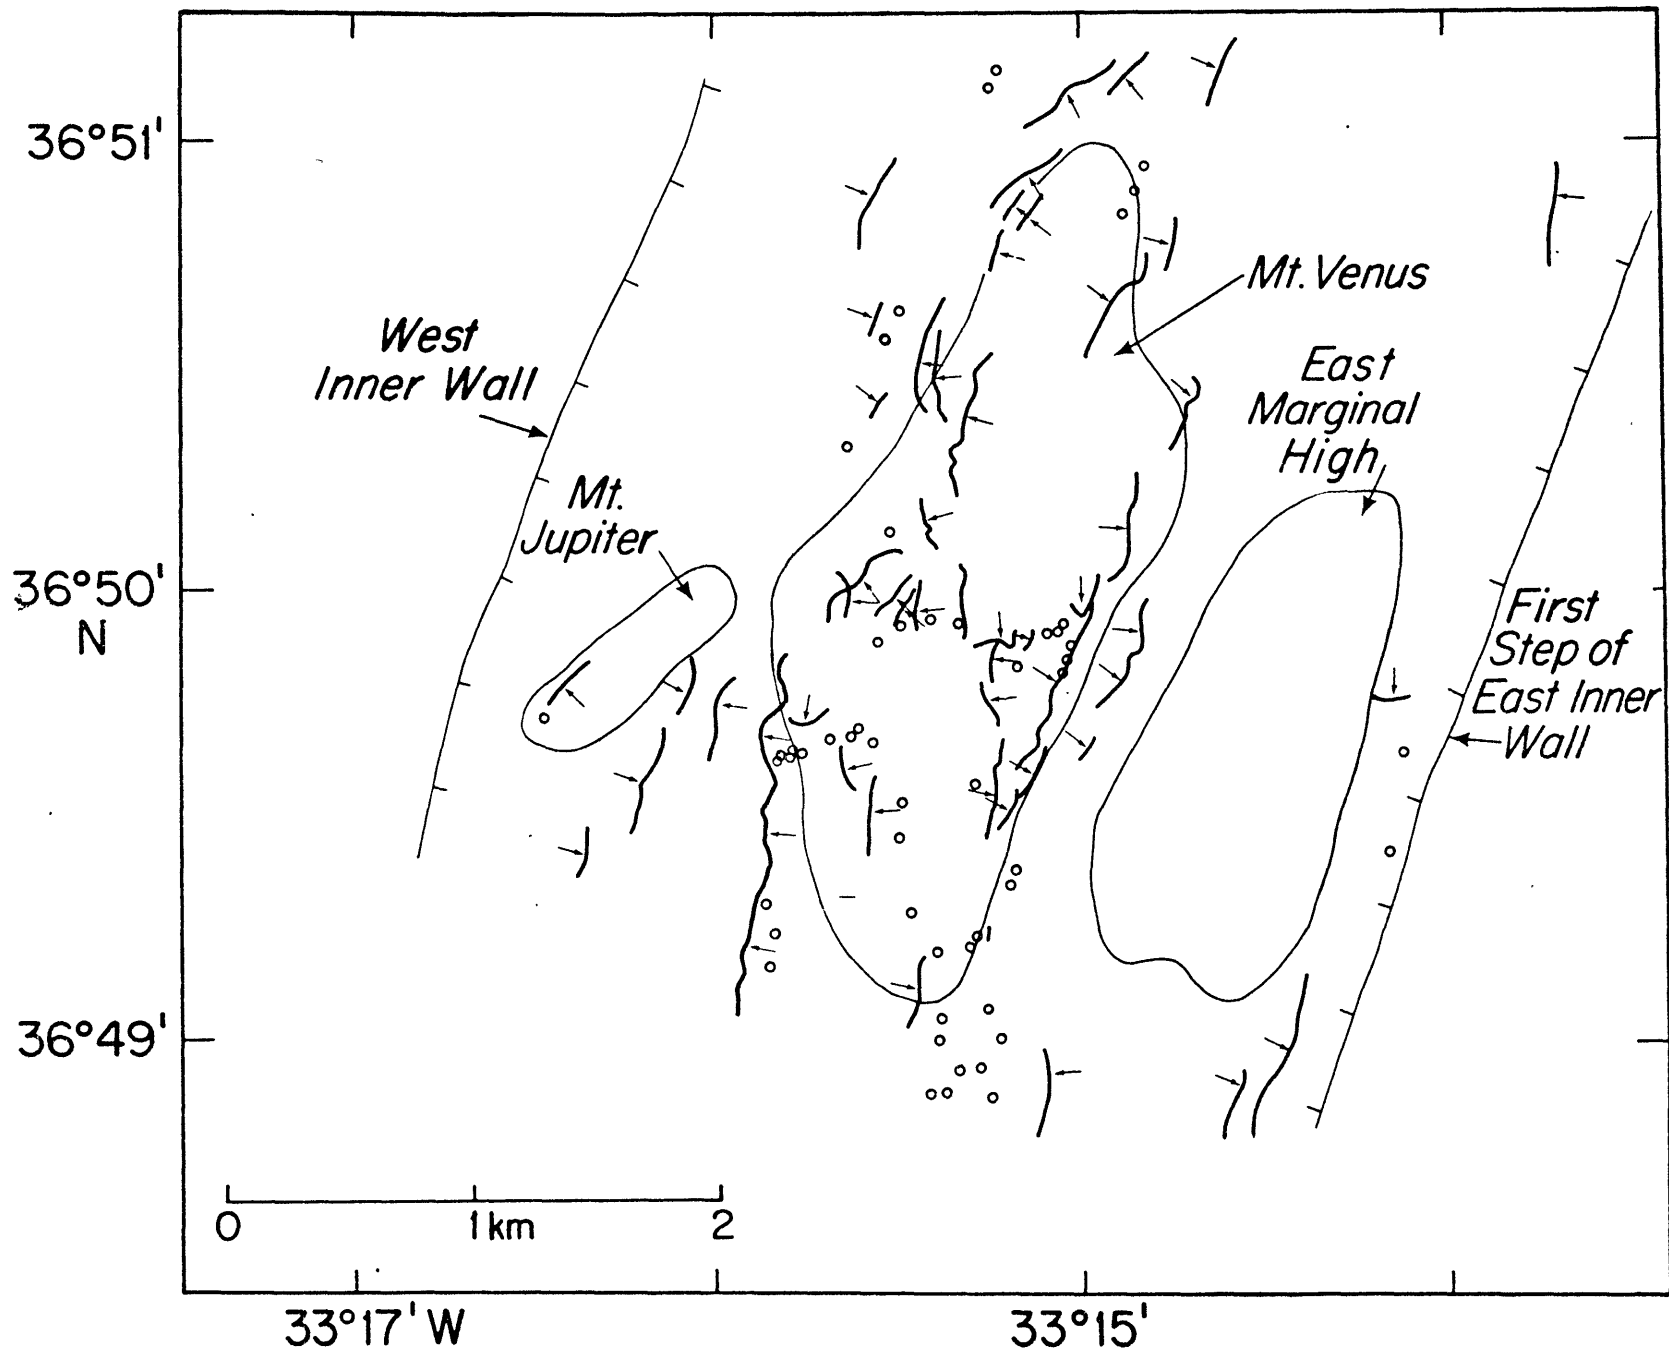 36°51'
Mt. Venus
West
Inner Wall
East
Marginal
High
Mt.
Jupiter
36°50'
N
First
Step of
East Inner
Wall
36°49'
0 1 km 2
33°17' W 33°15'